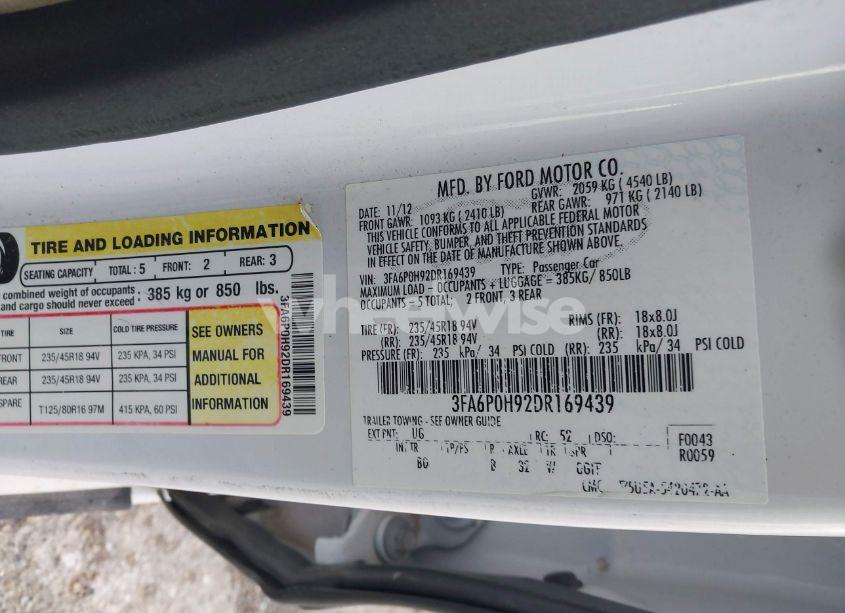 TIRE AND LOADING INFORMATION
SEATING CAPACITY TOTAL : 5 FRONT: 2 REAR: 3
combined weight of occupants
and cargo should never exceed : 385 kg or 850 lbs.
TIRE SIZE COLD TIRE PRESSURE
FRONT 235/45R18 94V 235 KPA, 34 PSI
REAR 235/45R18 94V 235 KPA, 34 PSI
SPARE T125/80R16 97M 415 KPA, 60 PSI
SEE OWNERS
MANUAL FOR
ADDITIONAL
INFORMATION
3FA6P0H92DR169439
wheelwise
MFD. BY FORD MOTOR CO.
DATE: 11/12 GVWR: 2059 KG ( 4540 LB)
FRONT GAWR: 1093 KG ( 2410 LB) REAR GAWR: 971 KG ( 2140 LB)
THIS VEHICLE CONFORMS TO ALL APPLICABLE FEDERAL MOTOR
VEHICLE SAFETY, BUMPER, AND THEFT PREVENTION STANDARDS
IN EFFECT ON THE DATE OF MANUFACTURE SHOWN ABOVE.
VIN: 3FA6P0H92DR169439 TYPE: Passenger Car
MAXIMUM LOAD - OCCUPANTS + LUGGAGE = 385KG/ 850LB
OCCUPANTS - 5 TOTAL: 2 FRONT, 3 REAR
TIRE (FR): 235/45R18 94V RIMS (FR): 18x8.0J
(RR): 235/45R18 94V (RR): 18x8.0J
PRESSURE (FR): 235 kPa/ 34 PSI COLD (RR): 235 kPa/ 34 PSI COLD
3FA6P0H92DR169439
TRAILER TOWING - SEE OWNER GUIDE
EXT PNT: UG RC: 52 DSO: F0043
R0059
INT TR TP/PS R AXLE TR SPR
B 32 W